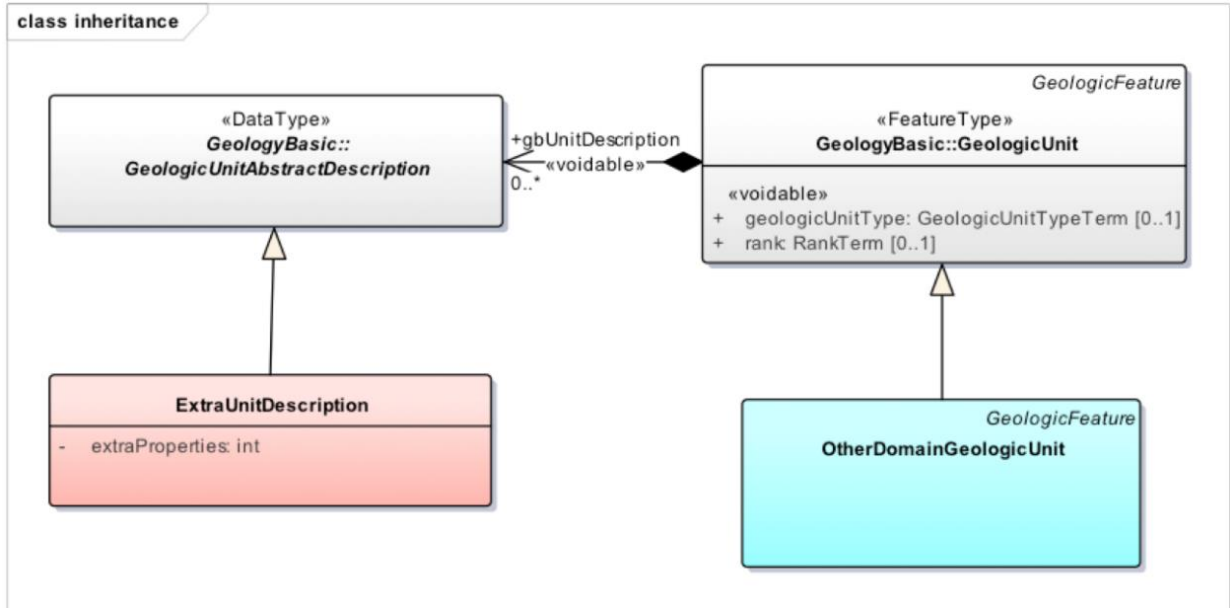 class inheritance
«DataType»
GeologyBasic::
GeologicUnitAbstractDescription
+gbUnitDescription
«voidable»
0..*
GeologicFeature
«FeatureType»
GeologyBasic::GeologicUnit
«voidable»
+ geologicUnitType: GeologicUnitTypeTerm [0..1]
+ rank: RankTerm [0..1]
ExtraUnitDescription
- extraProperties: int
GeologicFeature
OtherDomainGeologicUnit